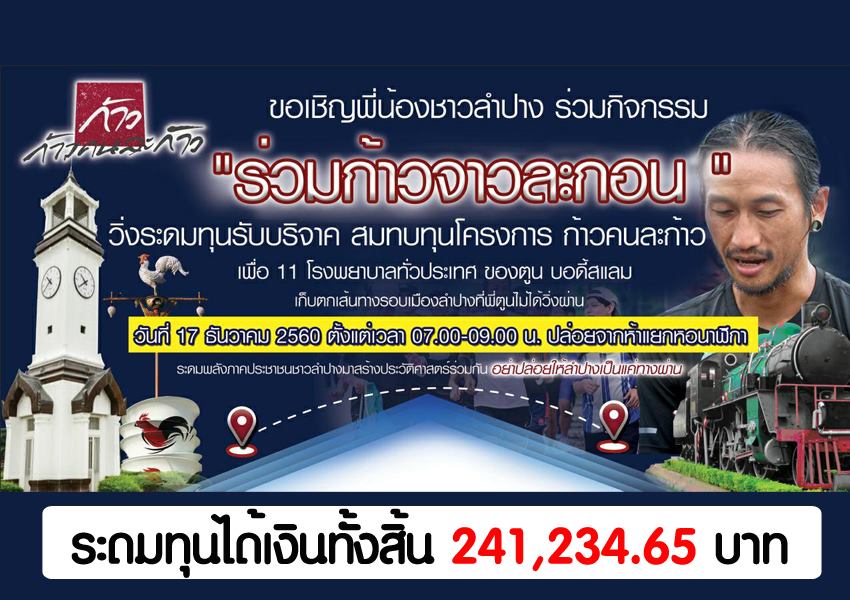 ก้าว
ก้าวคนละก้าว
ขอเชิญพี่น้องชาวลำปาง ร่วมกิจกรรม
"ร่วมก้าวจาวละกอน "
วิ่งระดมทุนรับบริจาค สมทบทุนโครงการ ก้าวคนละก้าว
เพื่อ 11 โรงพยาบาลทั่วประเทศ ของตูน บอดี้สแลม
เก็บตกเส้นทางรอบเมืองลำปางที่พี่ตูนไม่ได้วิ่งผ่าน
วันที่ 17 ธันวาคม 2560 ตั้งแต่เวลา 07.00-09.00 น. ปล่อยจากห้าแยกหอนาฬิกา
ระดมพลังภาคประชาชนชาวลำปางมาสร้างประวัติศาสตร์ร่วมกัน อย่าปล่อยให้ลำปางเป็นแค่ทางผ่าน
ระดมทุนได้เงินทั้งสิ้น 241,234.65 บาท